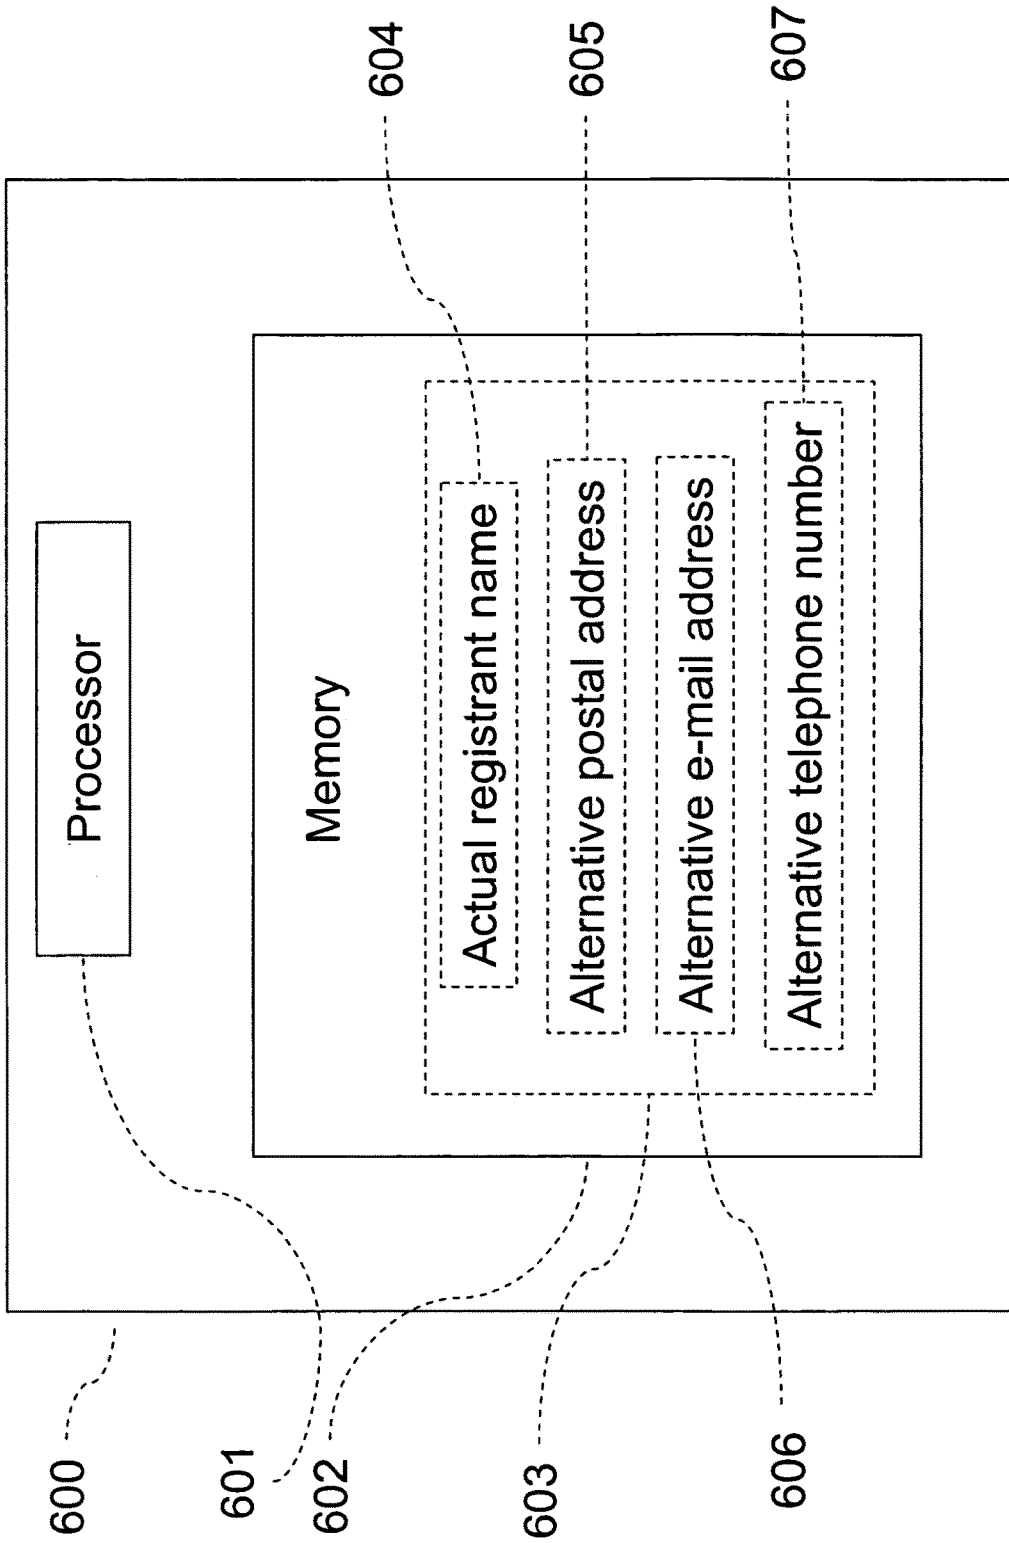 600
601
602
603
606
Processor
Memory
Actual registrant name
Alternative postal address
Alternative e-mail address
Alternative telephone number
604
605
607